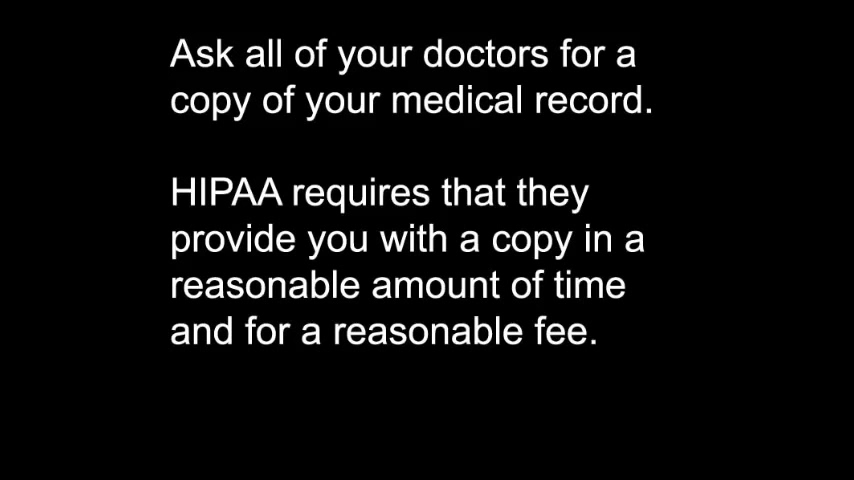 Ask all of your doctors for a
copy of your medical record.
HIPAA requires that they
provide you with a copy in a
reasonable amount of time
and for a reasonable fee.